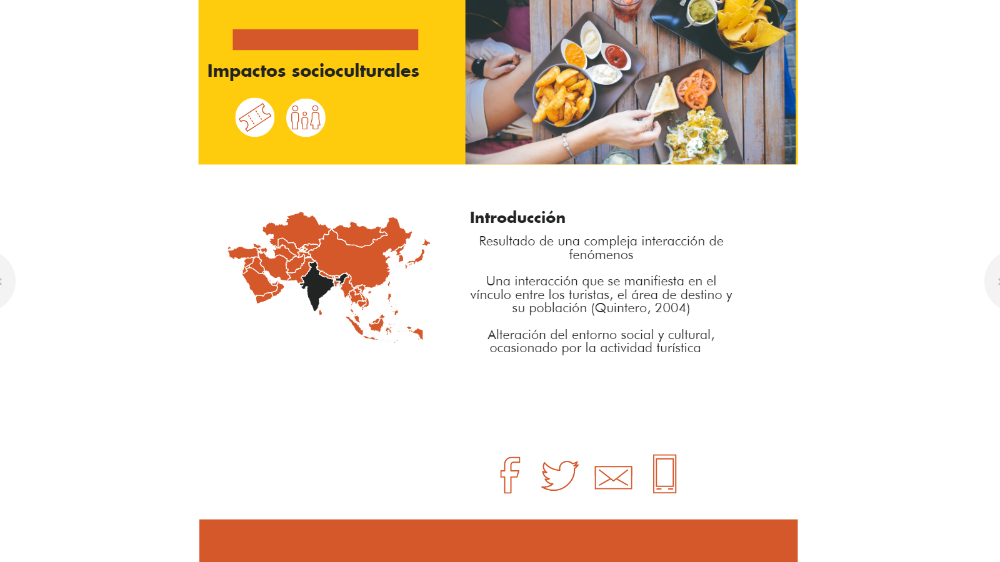 Impactos socioculturales
Introducción
Resultado de una compleja interacción de
fenómenos
Una interacción que se manifiesta en el
vínculo entre los turistas, el área de destino y
su población (Quintero, 2004)
Alteración del entorno social y cultural,
ocasionado por la actividad turística